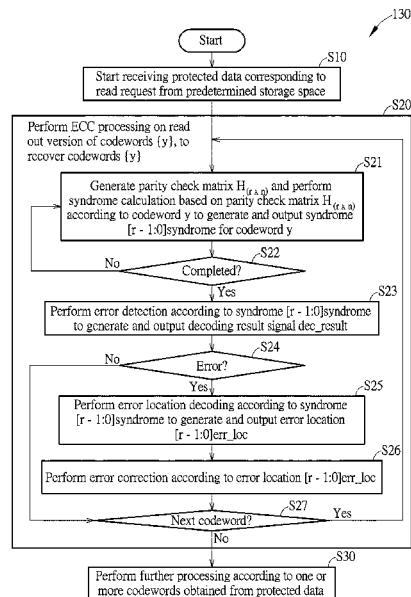 130
Start
S10
Start receiving protected data corresponding to
read request from predetermined storage space
S20
Perform ECC processing on read
out version of codewords {y}, to
recover codewords {y}
S21
Generate parity check matrix H(r x n) and perform
syndrome calculation based on parity check matrix H(r x n)
according to codeword y to generate and output syndrome
[r - 1:0]syndrome for codeword y
S22
No
Completed?
Yes
S23
Perform error detection according to syndrome [r - 1:0]syndrome
to generate and output decoding result signal dec_result
S24
No
Error?
Yes
S25
Perform error location decoding according to syndrome
[r - 1:0]syndrome to generate and output error location
[r - 1:0]err_loc
S26
Perform error correction according to error location [r - 1:0]err_loc
S27
Next codeword?
Yes
No
S30
Perform further processing according to one or
more codewords obtained from protected data